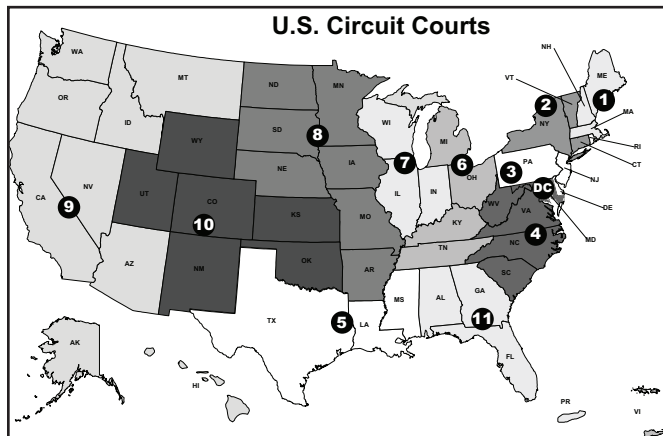 U.S. Circuit Courts
WA
MT
ND
MN
OR
ID
SD
WI
MI
NH
VT
ME
1
MA
2
NY
RI
CT
8
WY
NE
IA
7
6
3
PA
NJ
DC
DE
MD
NV
UT
CO
IL
IN
OH
WV
VA
CA
9
10
KS
MO
KY
4
NC
TN
AZ
NM
OK
AR
SC
TX
5
LA
MS
AL
GA
11
FL
AK
HI
PR
VI